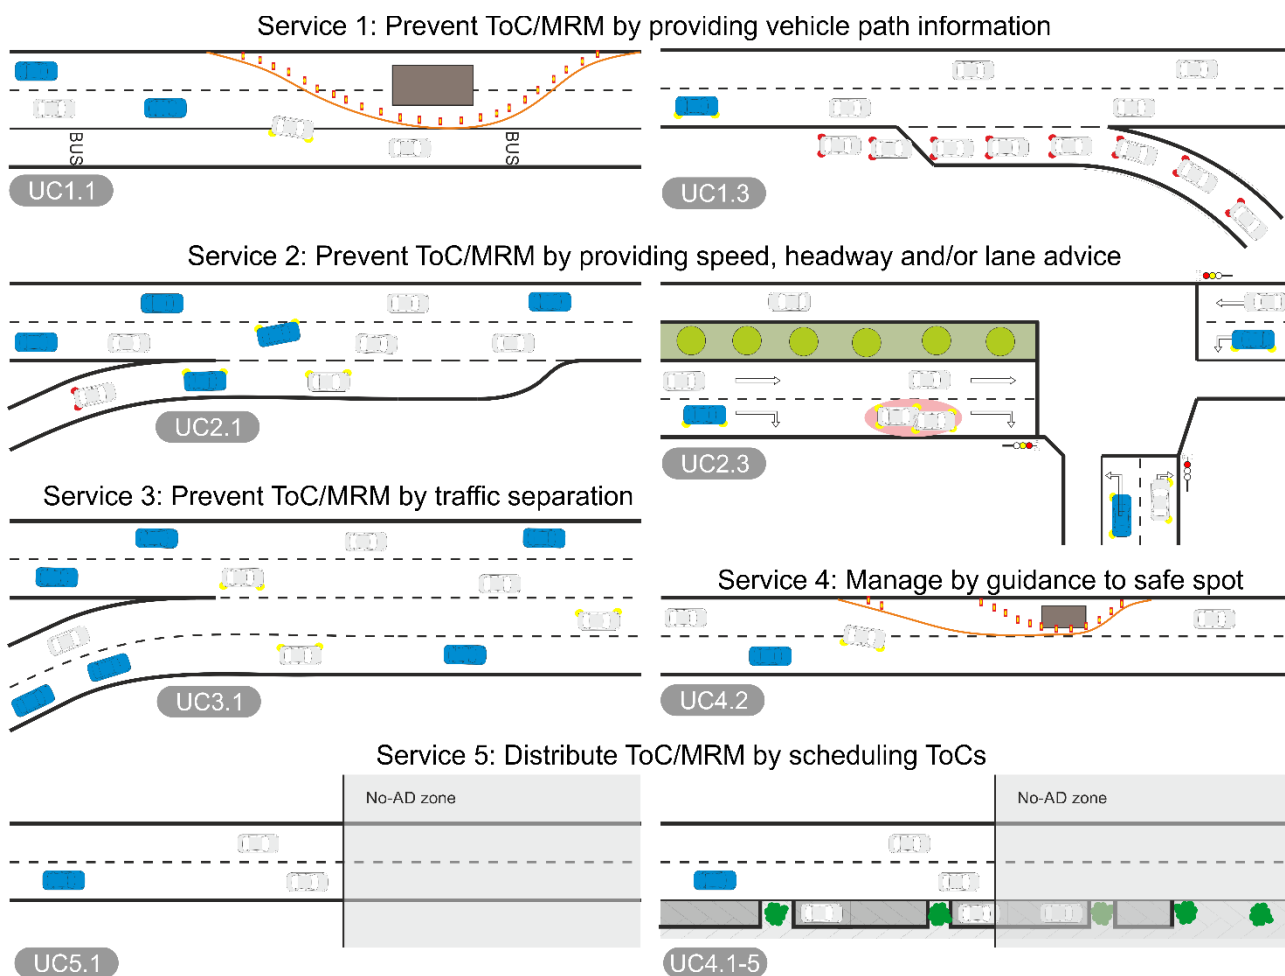 Service 1: Prevent ToC/MRM by providing vehicle path information
BUS
BUS
UC1.1
UC1.3
Service 2: Prevent ToC/MRM by providing speed, headway and/or lane advice
UC2.1
UC2.3
Service 3: Prevent ToC/MRM by traffic separation
UC3.1
Service 4: Manage by guidance to safe spot
UC4.2
Service 5: Distribute ToC/MRM by scheduling ToCs
No-AD zone
UC5.1
No-AD zone
UC4.1-5